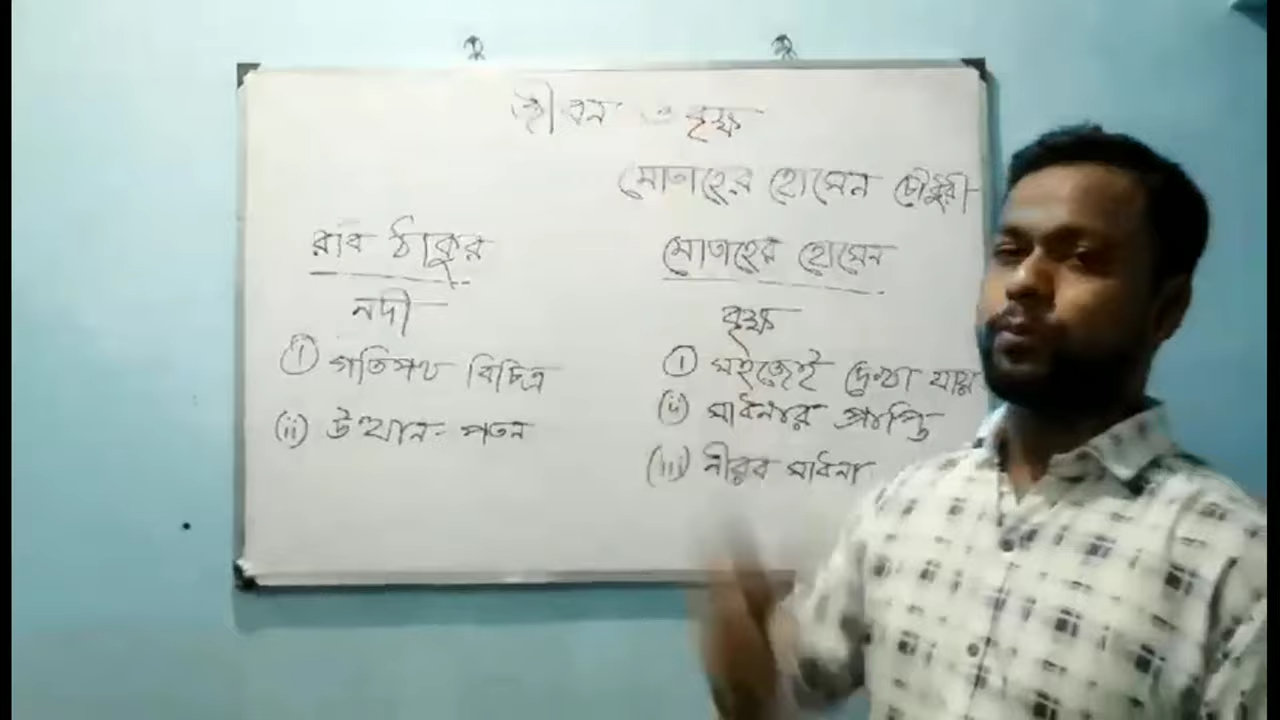 জীবন ও বৃক্ষ
মোতাহের হোসেন চৌধুরী
রবি ঠাকুর
নদী
(i) গতিপথ বিচিত্র
(ii) উত্থান-পতন
মোতাহের হোসেন
বৃক্ষ
(i) সহজেই দেখা যায়
(ii) সাধনার প্রাপ্তি
(iii) নীরব সাধনা